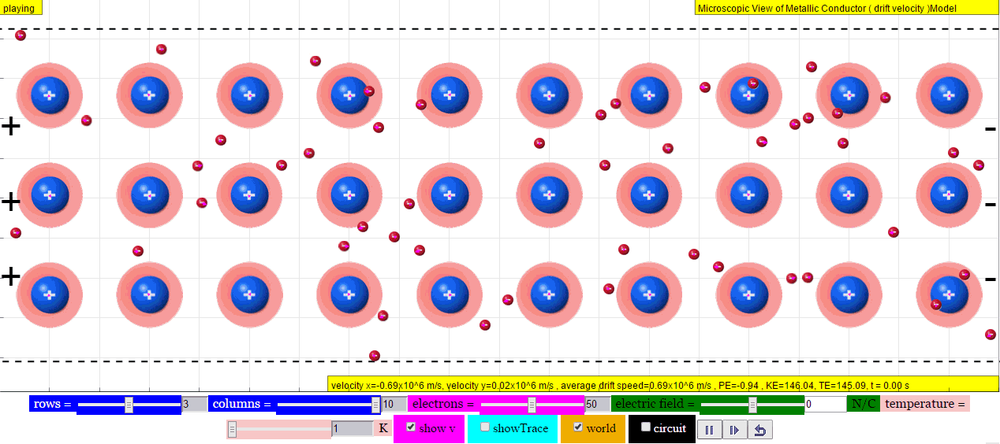 playing
Microscopic View of Metallic Conductor ( drift velocity )Model
+
-
+
-
+
-
velocity x=-0.69x10^6 m/s, velocity y=0.02x10^6 m/s , average drift speed=0.69x10^6 m/s , PE=-0.94 , KE=146.04, TE=145.09, t = 0.00 s
rows = 3 columns = 10 electrons = 50 electric field = 0 N/C temperature =
1 K show v showTrace world circuit